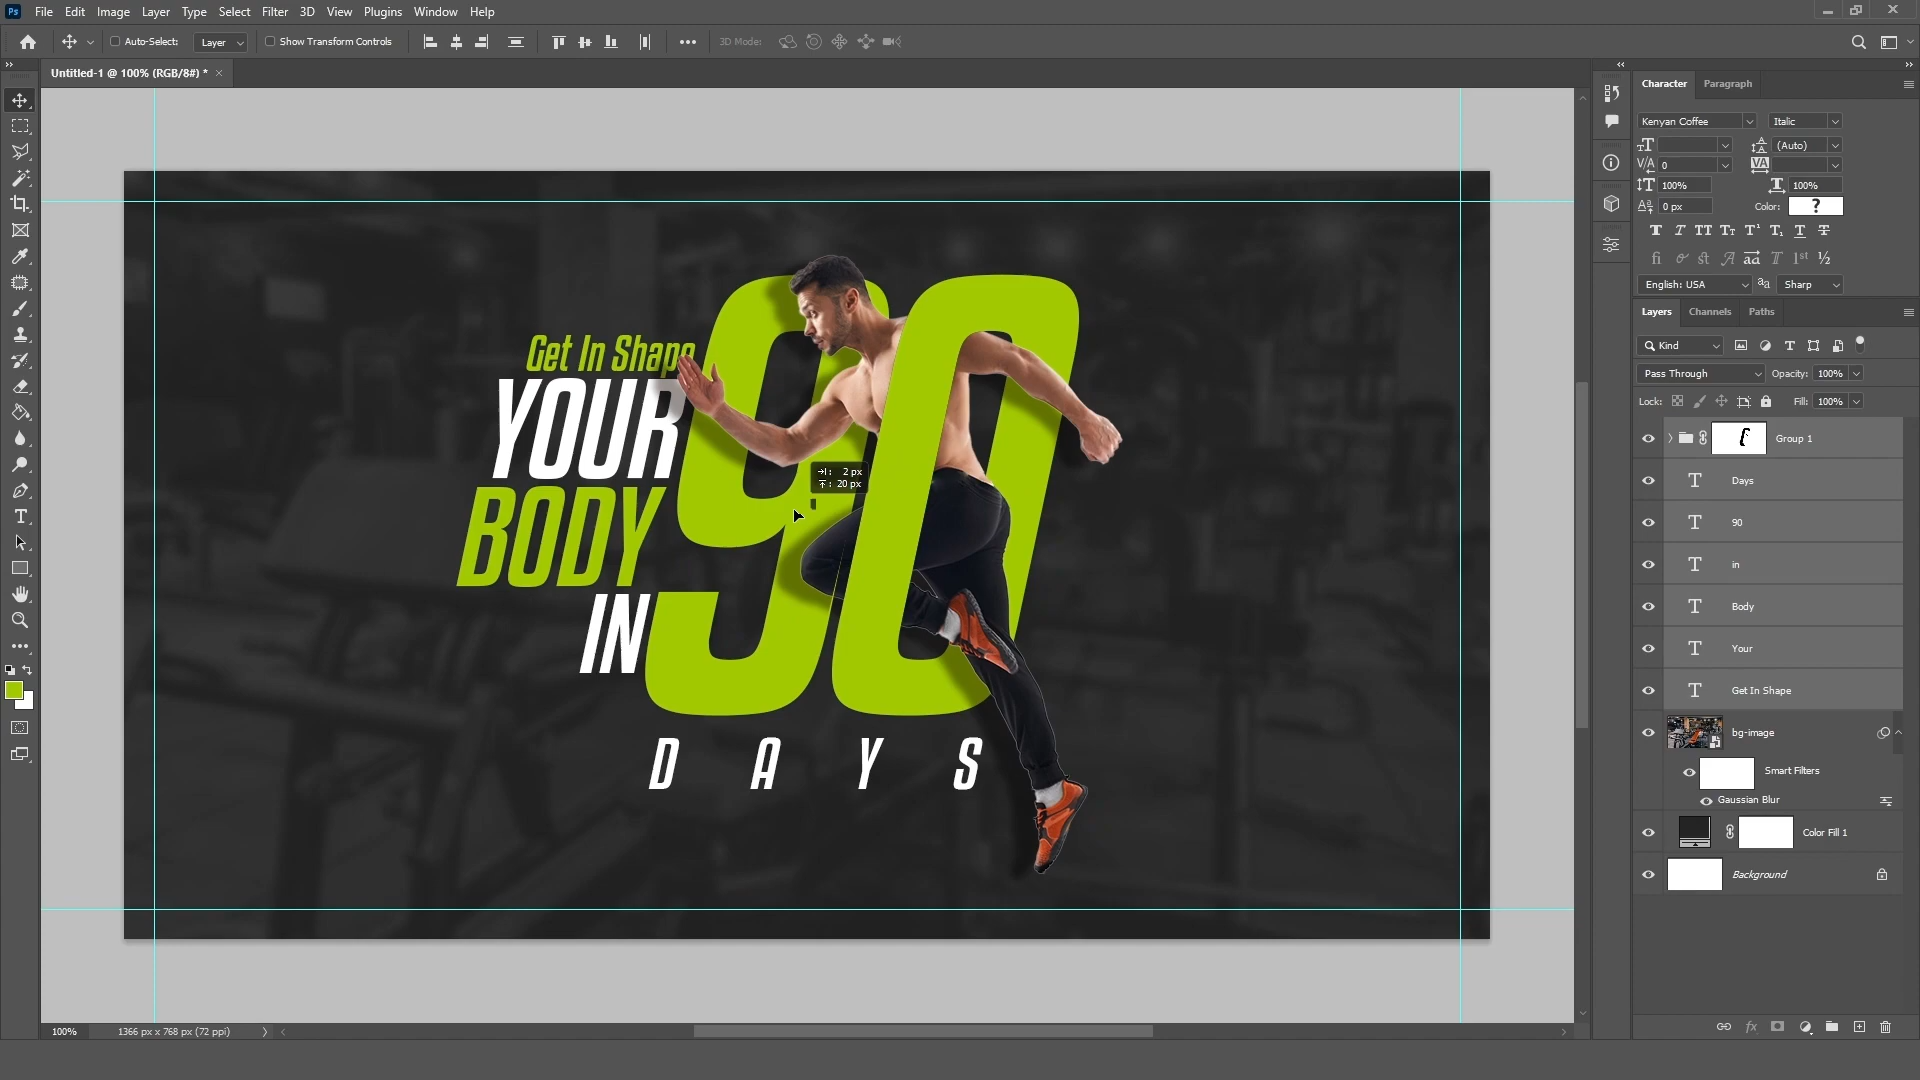 Ps File Edit Image Layer Type Select Filter 3D View Plugins Window Help
Auto-Select: Layer Show Transform Controls 3D Mode:
Untitled-1 @ 100% (RGB/8#) * ×
Get In Shape
YOUR
BODY
IN
90
DAYS
2 px
20 px
100% 1366 px x 768 px (72 ppi)
Character Paragraph
Kenyan Coffee Italic
(Auto)
0
100% 100%
0 px Color: ?
English: USA Sharp
Layers Channels Paths
Kind
Pass Through Opacity: 100%
Lock: Fill: 100%
Group 1
Days
90
in
Body
Your
Get In Shape
bg-image
Smart Filters
Gaussian Blur
Color Fill 1
Background